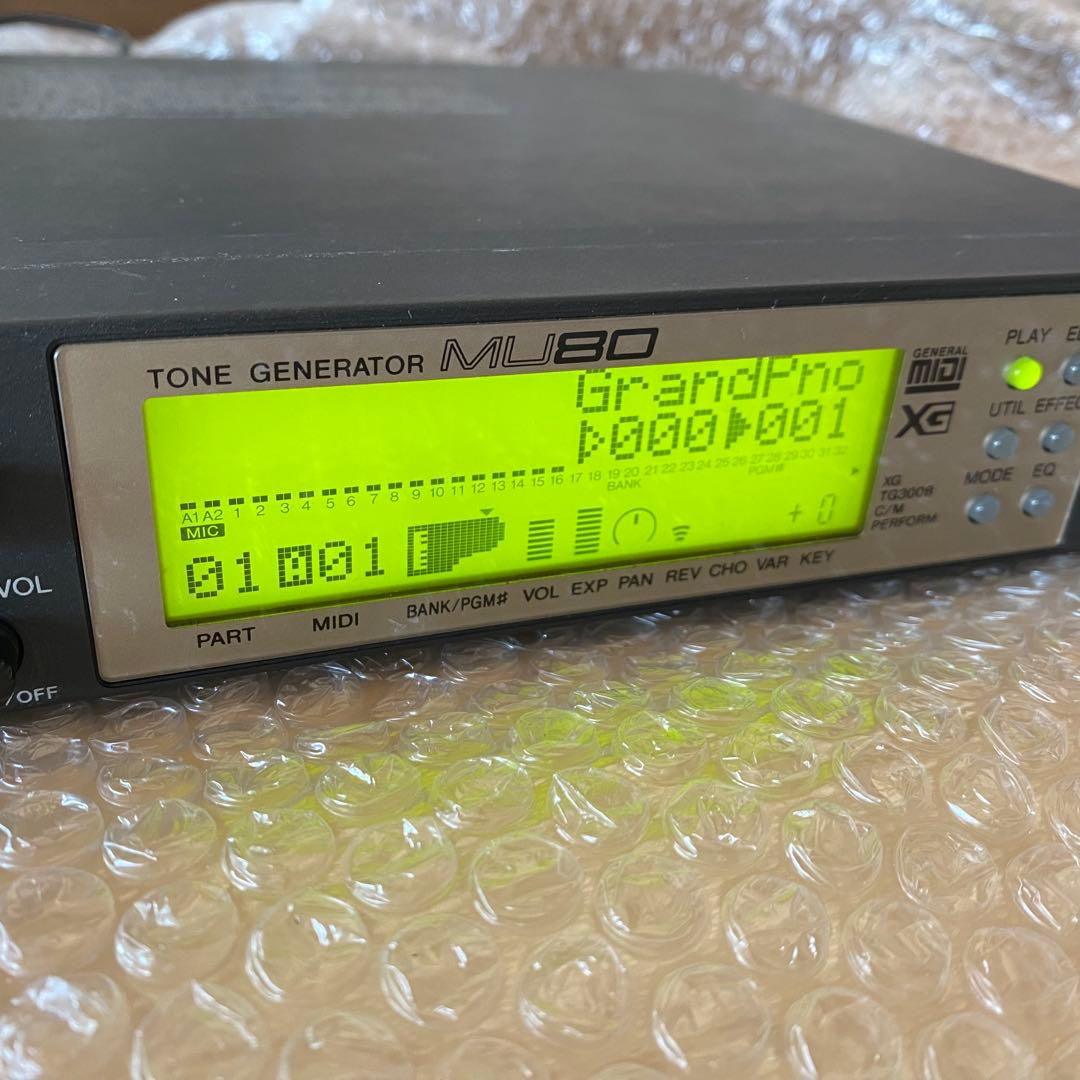 TONE GENERATOR MU80
GrandPno
000 001
A1 A2 1 2 3 4 5 6 7 8 9 10 11 12 13 14 15 16 17 18 19 20 21 22 23 24 25 26 27 28 29 30 31 32
BANK PGM#
MIC
01 01 +0
PART MIDI BANK/PGM# VOL EXP PAN REV CHO VAR KEY
GENERAL
MIDI
XG
XG
TG300B
C/M
PERFORM
PLAY
UTIL
MODE EQ
VOL
/OFF